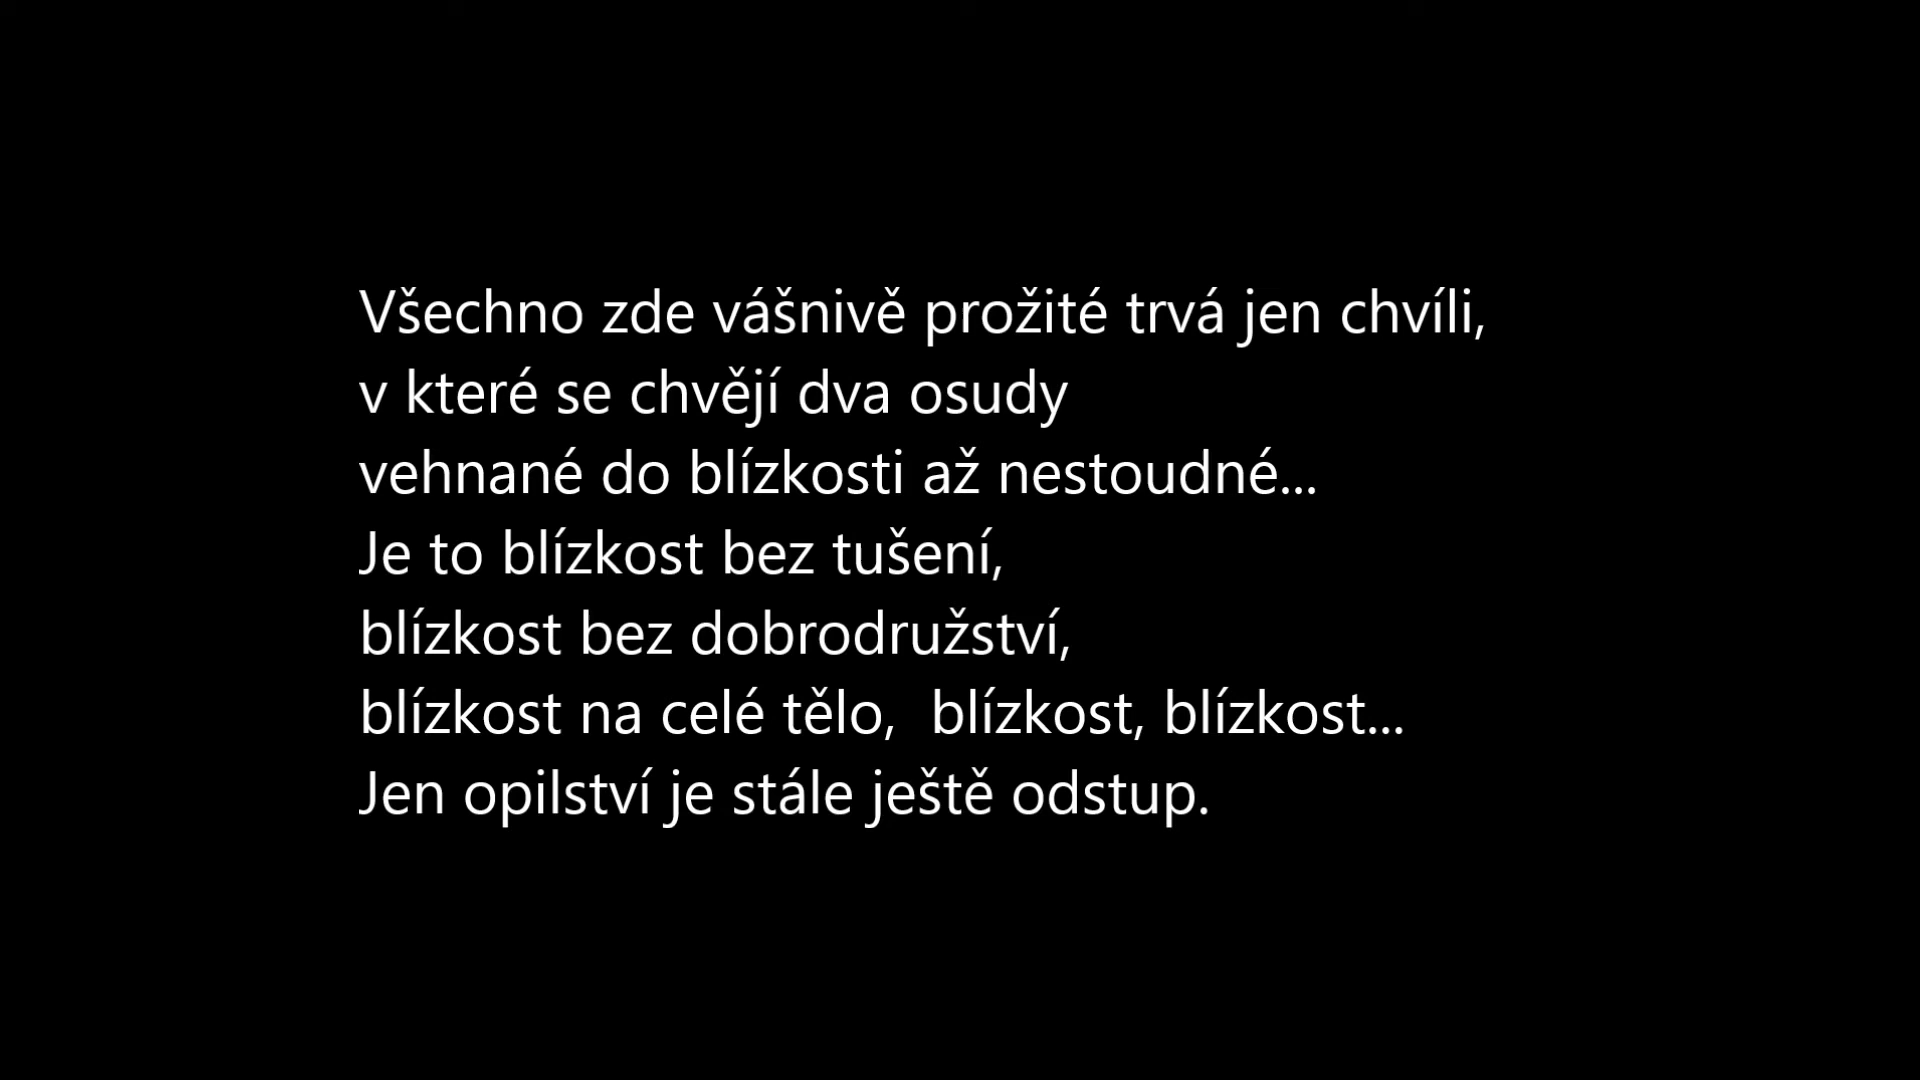 Všechno zde vášnivě prožité trvá jen chvíli,
v které se chvějí dva osudy
vehnané do blízkosti až nestoudné...
Je to blízkost bez tušení,
blízkost bez dobrodružství,
blízkost na celé tělo,  blízkost, blízkost...
Jen opilství je stále ještě odstup.